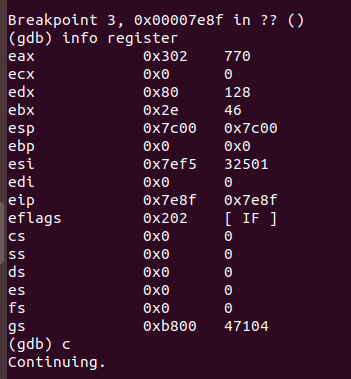 Breakpoint 3, 0x00007e8f in ?? ()
(gdb) info register
eax 0x302 770
ecx 0x0 0
edx 0x80 128
ebx 0x2e 46
esp 0x7c00 0x7c00
ebp 0x0 0x0
esi 0x7ef5 32501
edi 0x0 0
eip 0x7e8f 0x7e8f
eflags 0x202 [ IF ]
cs 0x0 0
ss 0x0 0
ds 0x0 0
es 0x0 0
fs 0x0 0
gs 0xb800 47104
(gdb) c
Continuing.